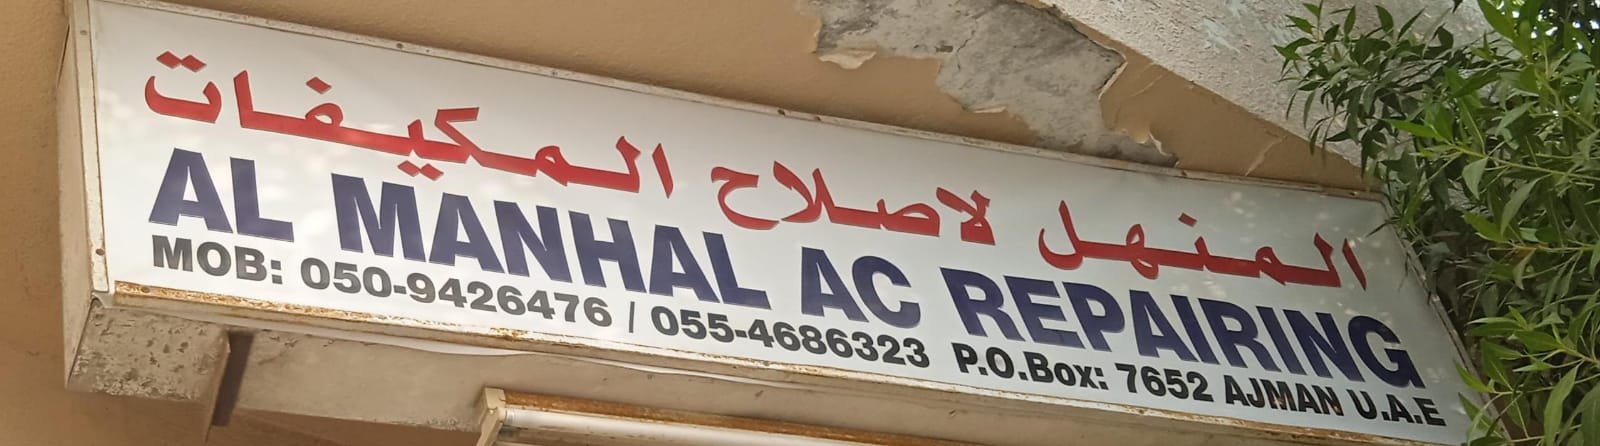 المنهل لاصلاح المكيفات
AL MANHAL AC REPAIRING
MOB: 050-9426476 / 055-4686323 P.O.Box: 7652 AJMAN U.A.E